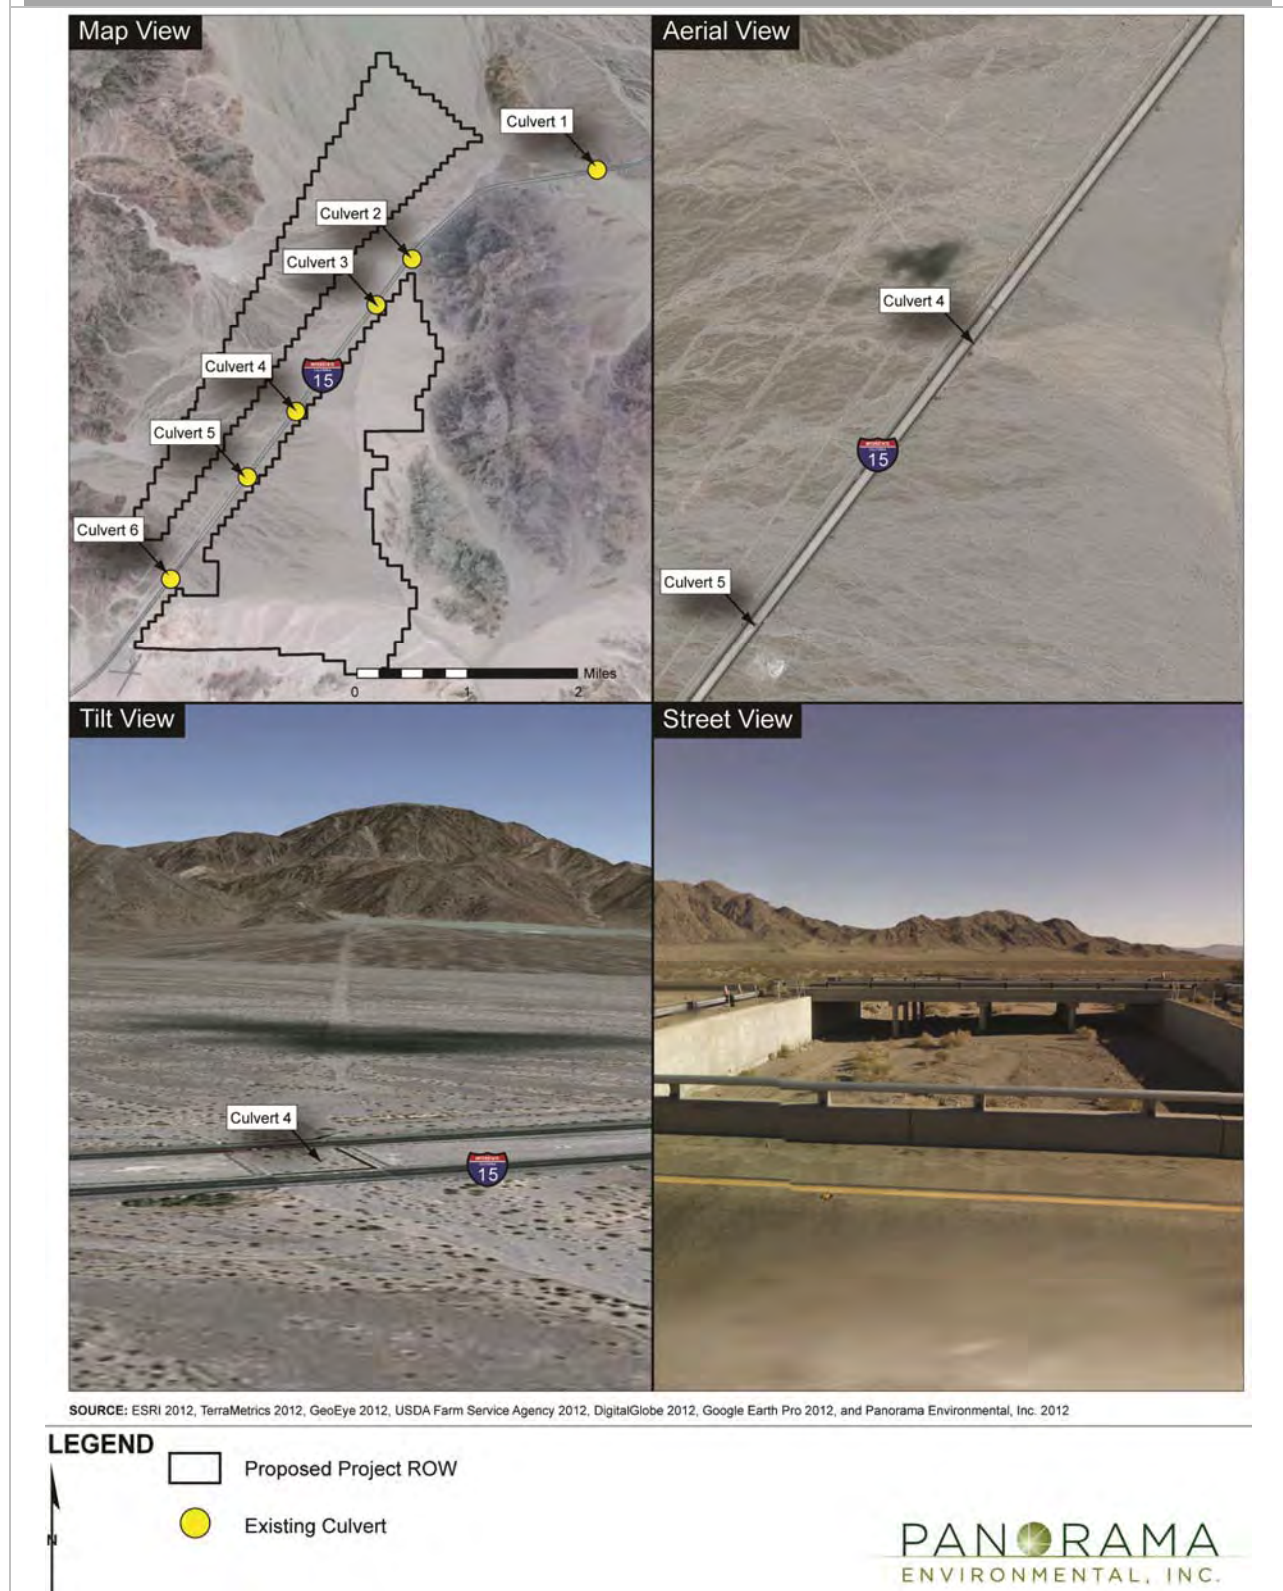 Map View
Culvert 1
Culvert 2
Culvert 3
Culvert 4
15
Culvert 5
Culvert 6
Miles
0 1 2
Aerial View
Culvert 4
15
Culvert 5
Tilt View
Culvert 4
15
Street View
SOURCE: ESRI 2012, TerraMetrics 2012, GeoEye 2012, USDA Farm Service Agency 2012, DigitalGlobe 2012, Google Earth Pro 2012, and Panorama Environmental, Inc. 2012
LEGEND
Proposed Project ROW
Existing Culvert
N
PANORAMA
ENVIRONMENTAL, INC.